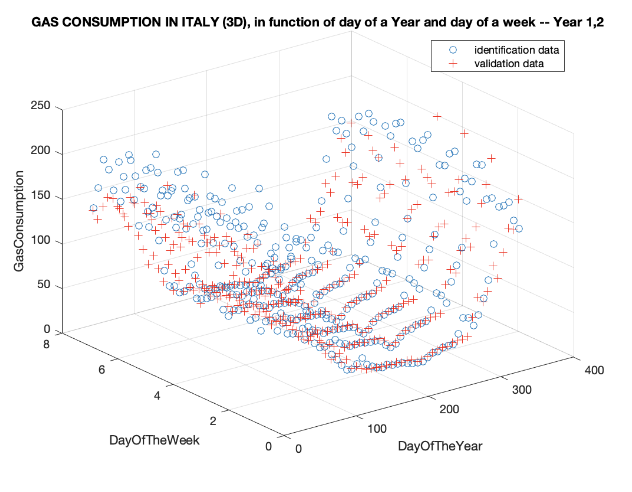 GAS CONSUMPTION IN ITALY (3D), in function of day of a Year and day of a week -- Year 1,2
identification data
validation data
250
200
150
100
50
0
GasConsumption
8
6
4
2
0
DayOfTheWeek
0
100
200
300
400
DayOfTheYear